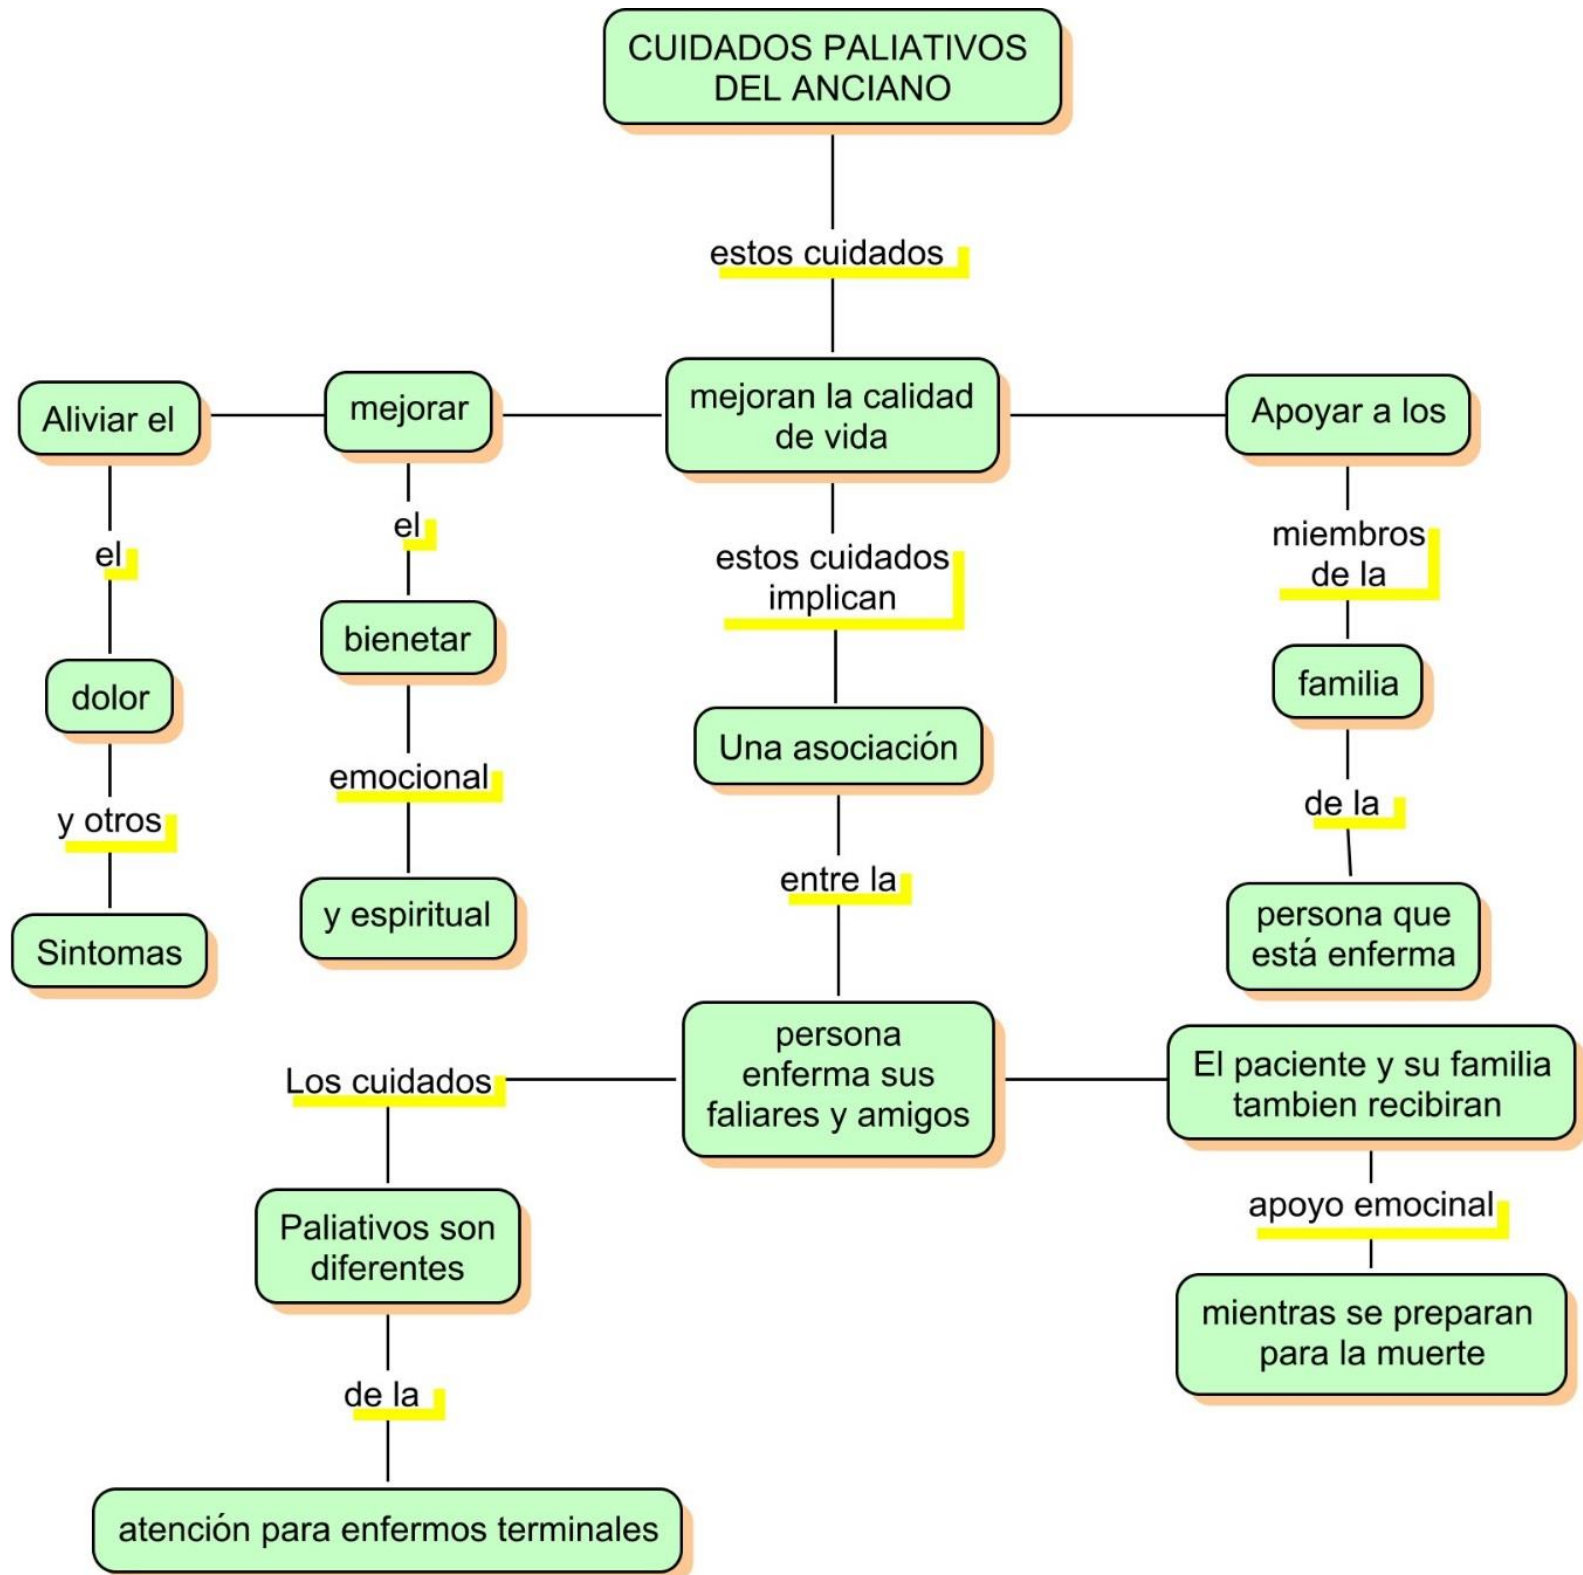 CUIDADOS PALIATIVOS
DEL ANCIANO
estos cuidados
Aliviar el
mejorar
mejoran la calidad
de vida
Apoyar a los
el
dolor
y otros
Sintomas
el
bienetar
emocional
y espiritual
estos cuidados
implican
Una asociación
entre la
persona
enferma sus
faliares y amigos
miembros
de la
familia
de la
persona que
está enferma
Los cuidados
Paliativos son
diferentes
de la
atención para enfermos terminales
El paciente y su familia
tambien recibiran
apoyo emocinal
mientras se preparan
para la muerte